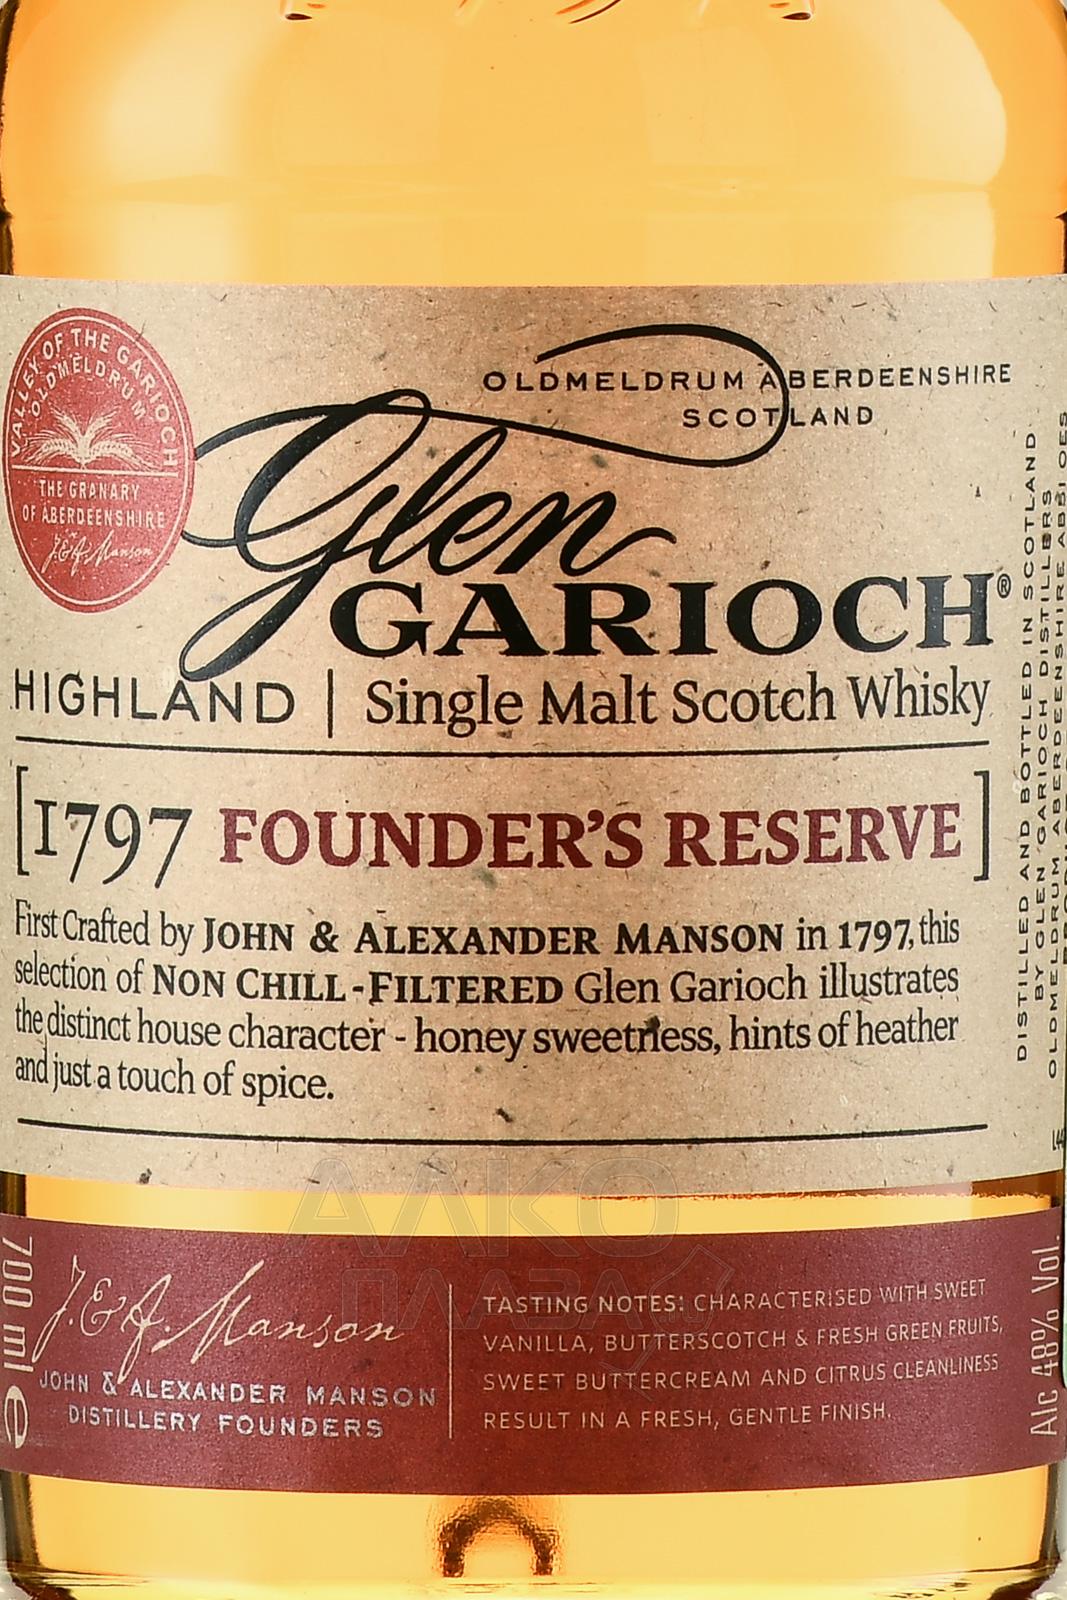 VALLEY OF THE GARIOCH
OLDMELDRUM
THE GRANARY
OF ABERDEENSHIRE
J.&A. Manson
OLDMELDRUM ABERDEENSHIRE
SCOTLAND
Glen
GARIOCH®
HIGHLAND | Single Malt Scotch Whisky
[1797 FOUNDER'S RESERVE]
First Crafted by JOHN & ALEXANDER MANSON in 1797, this
selection of NON CHILL-FILTERED Glen Garioch illustrates
the distinct house character - honey sweetness, hints of heather
and just a touch of spice.
DISTILLED AND BOTTLED IN SCOTLAND
BY GLEN GARIOCH DISTILLERS
OLDMELDRUM ABERDEENSHIRE AB51 0ES
700 ml e
J.&A. Manson
JOHN & ALEXANDER MANSON
DISTILLERY FOUNDERS
TASTING NOTES: CHARACTERISED WITH SWEET
VANILLA, BUTTERSCOTCH & FRESH GREEN FRUITS,
SWEET BUTTERCREAM AND CITRUS CLEANLINESS
RESULT IN A FRESH, GENTLE FINISH.
Alc 48% Vol.
АЛКО
ПЛАЗА